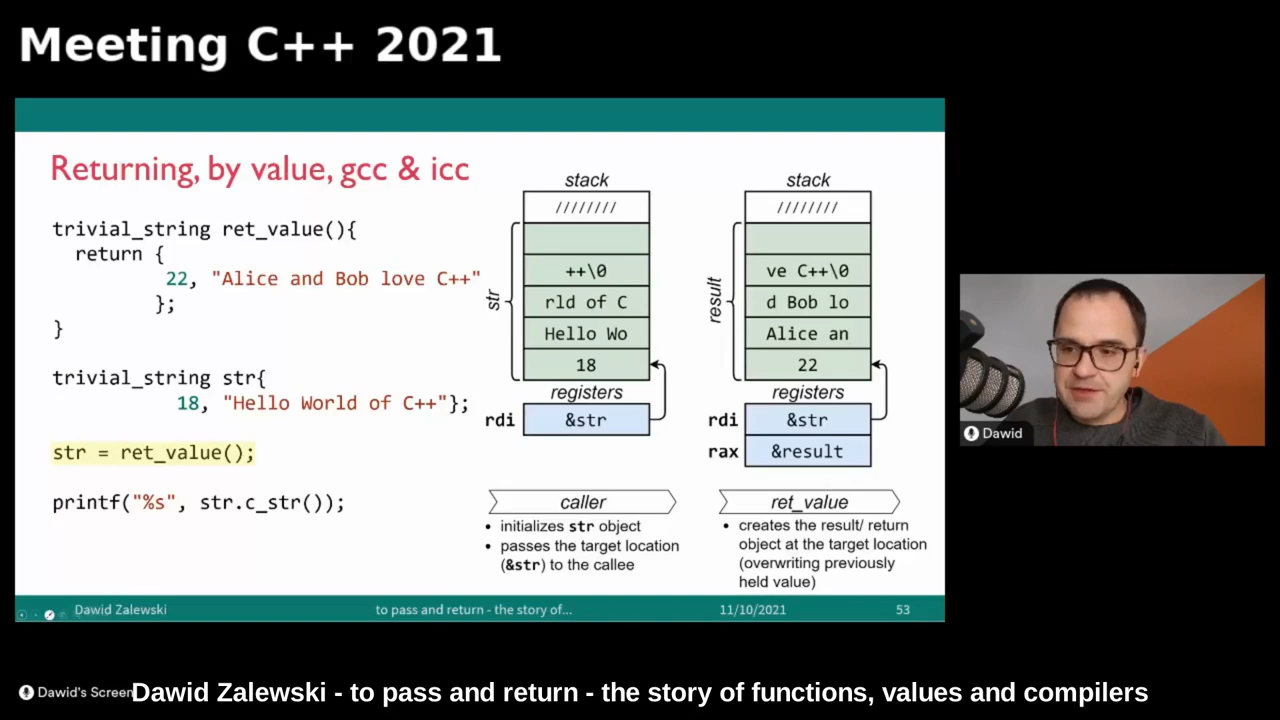 Meeting C++ 2021
Returning, by value, gcc & icc
trivial_string ret_value(){
return {
22, "Alice and Bob love C++"
};
}
trivial_string str{
18, "Hello World of C++"};
str = ret_value();
printf("%s", str.c_str());
stack
////////
str
++\0
rld of C
Hello Wo
18
registers
rdi &str
caller
• initializes str object
• passes the target location
(&str) to the callee
stack
////////
result
ve C++\0
d Bob lo
Alice an
22
registers
rdi &str
rax &result
ret_value
• creates the result/ return
object at the target location
(overwriting previously
held value)
Dawid Zalewski to pass and return - the story of... 11/10/2021 53
Dawid
Dawid's Screen
Dawid Zalewski - to pass and return - the story of functions, values and compilers